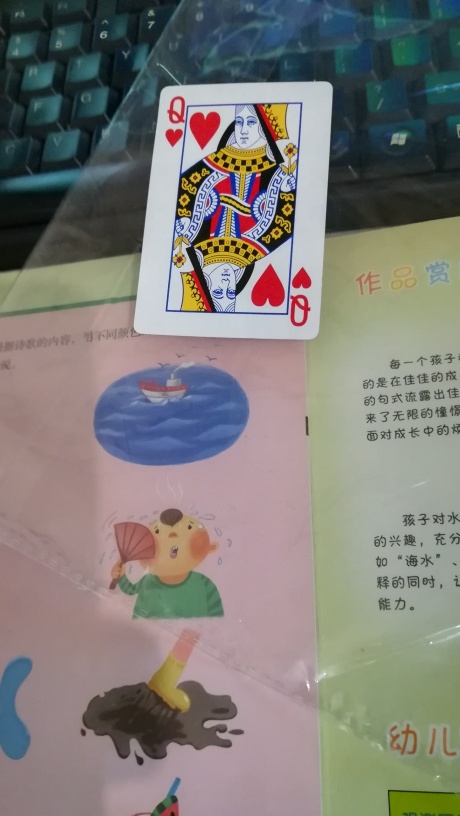 Q
Q
据诗歌的内容，用不同颜色
说。
作品赏
每一个孩子
的是在佳佳的成
的句式流露出佳
来了无限的憧憬
面对成长中的烦
孩子对水
的兴趣，充分
如“海水”、
释的同时，让
能力。
幼儿